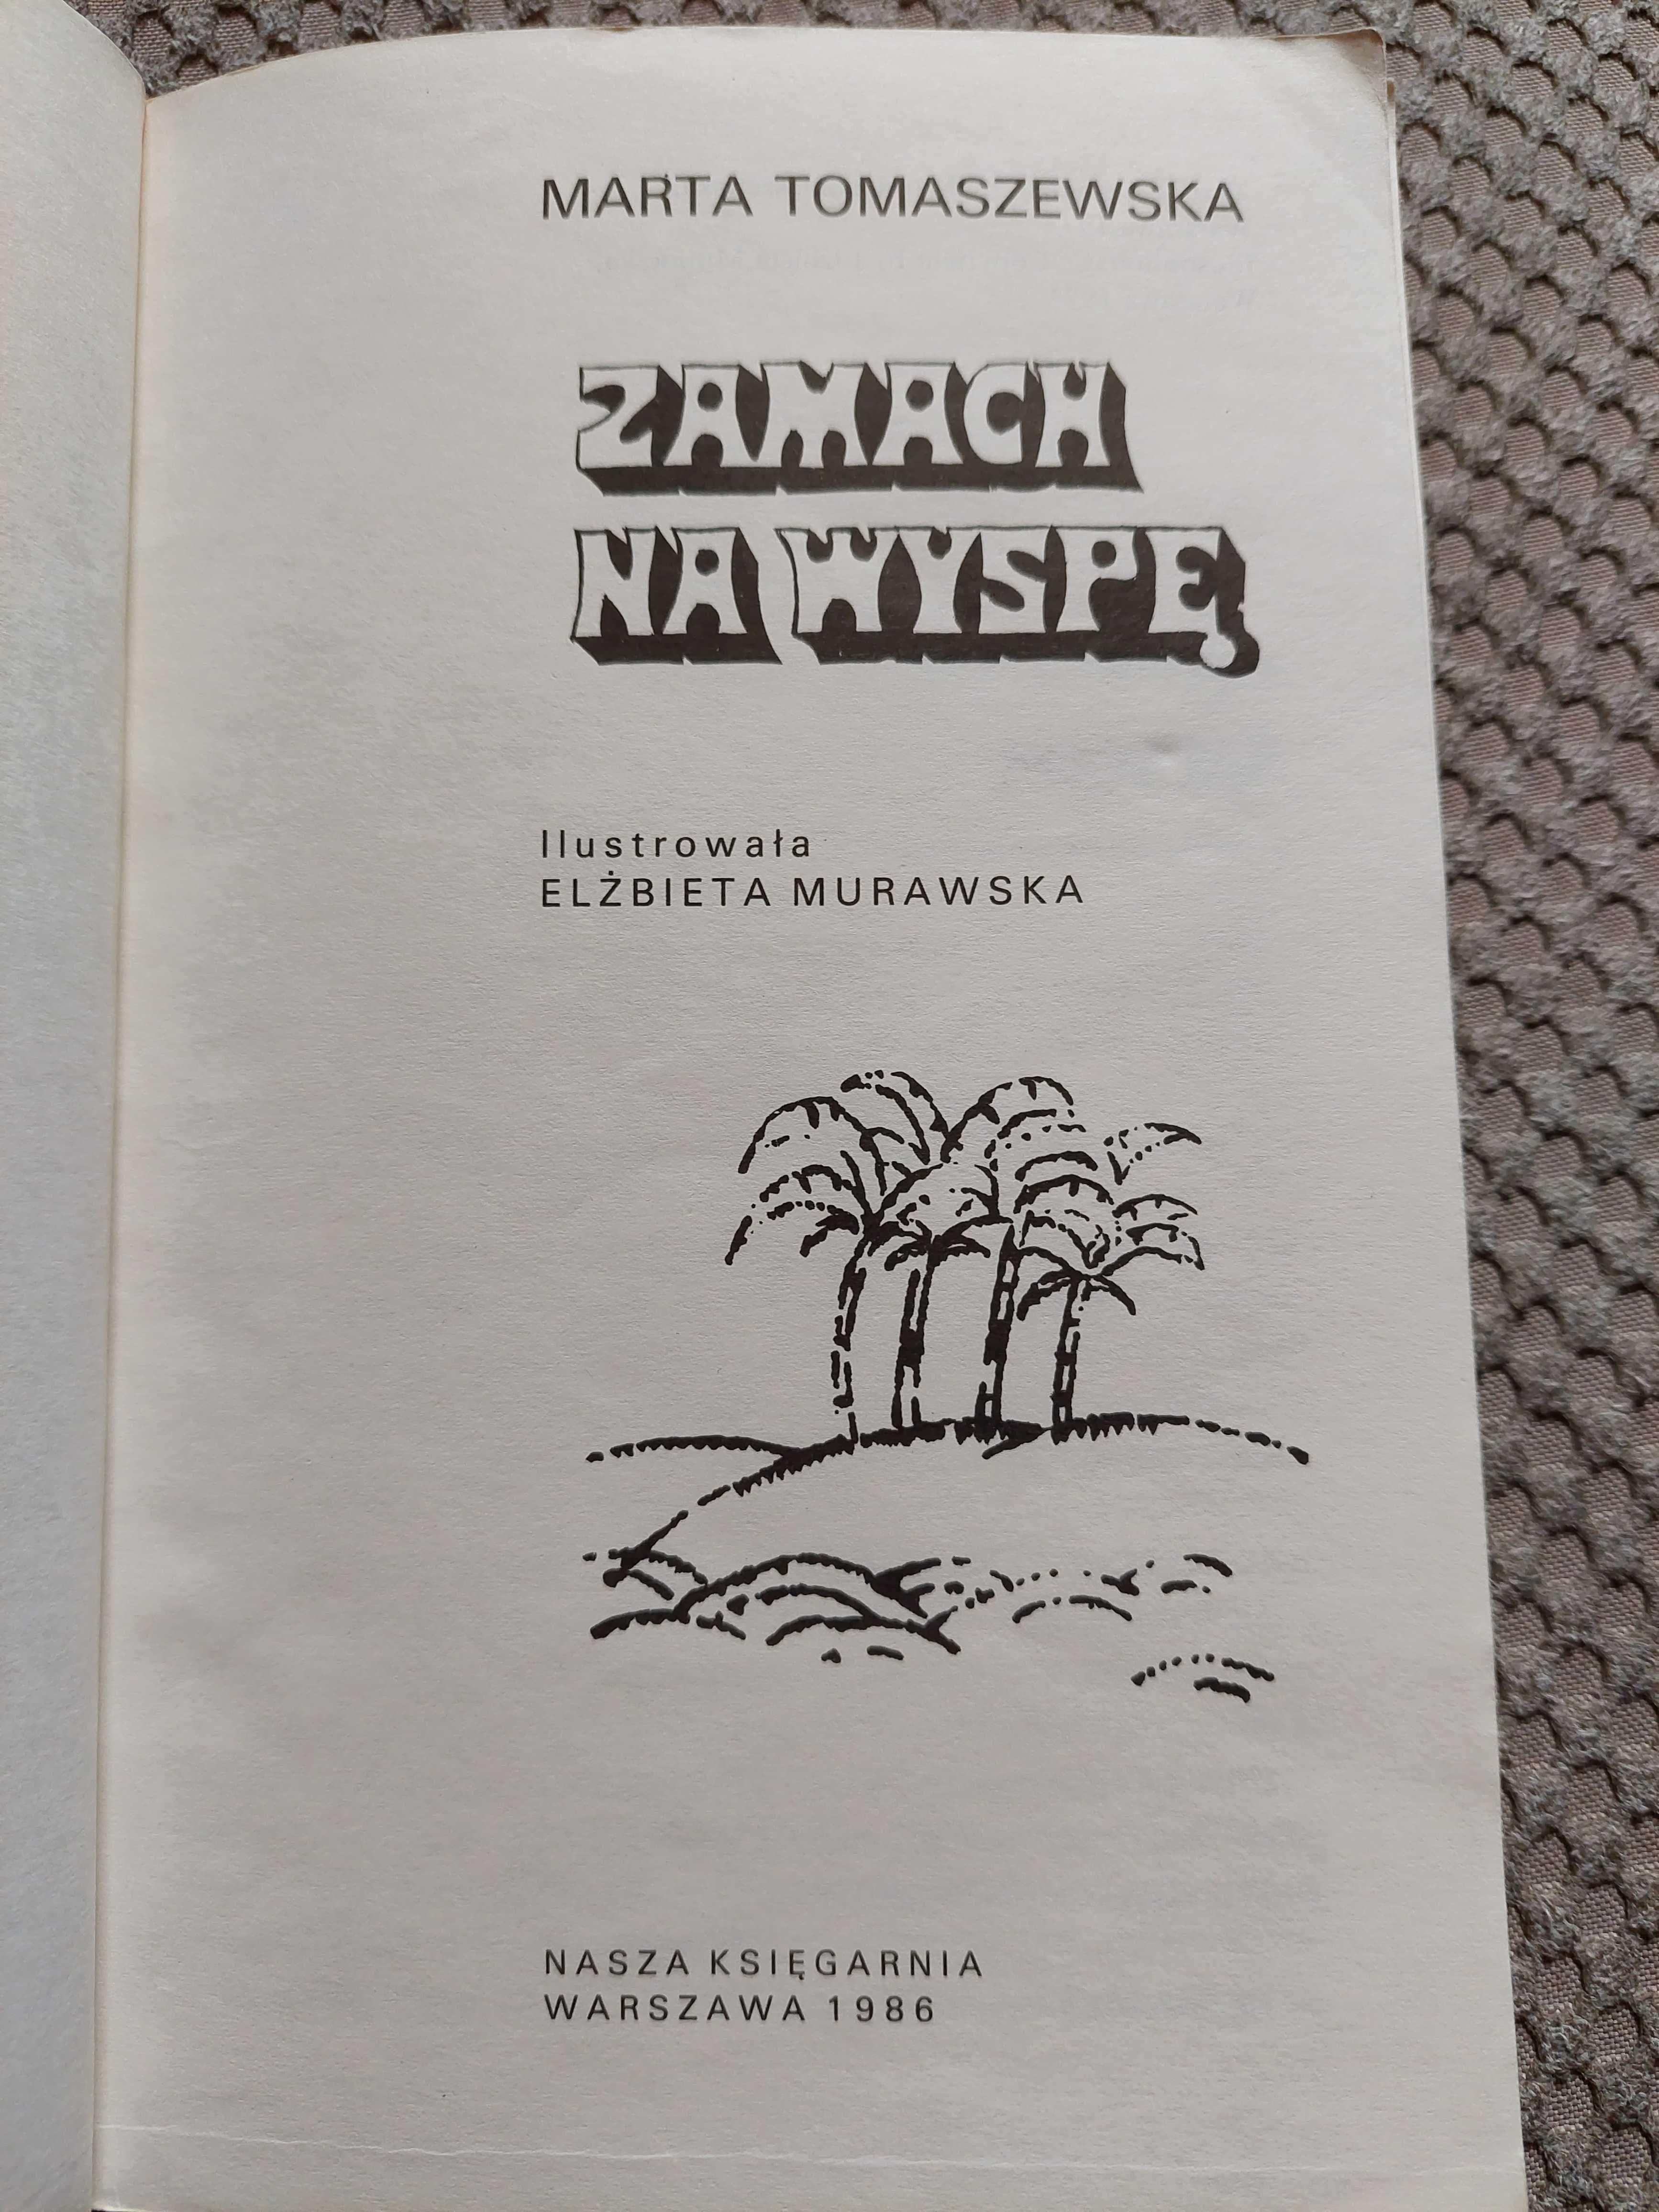 MARTA TOMASZEWSKA
ZAMACH
NA WYSPĘ
Ilustrowała
ELŻBIETA MURAWSKA
NASZA KSIĘGARNIA
WARSZAWA 1986